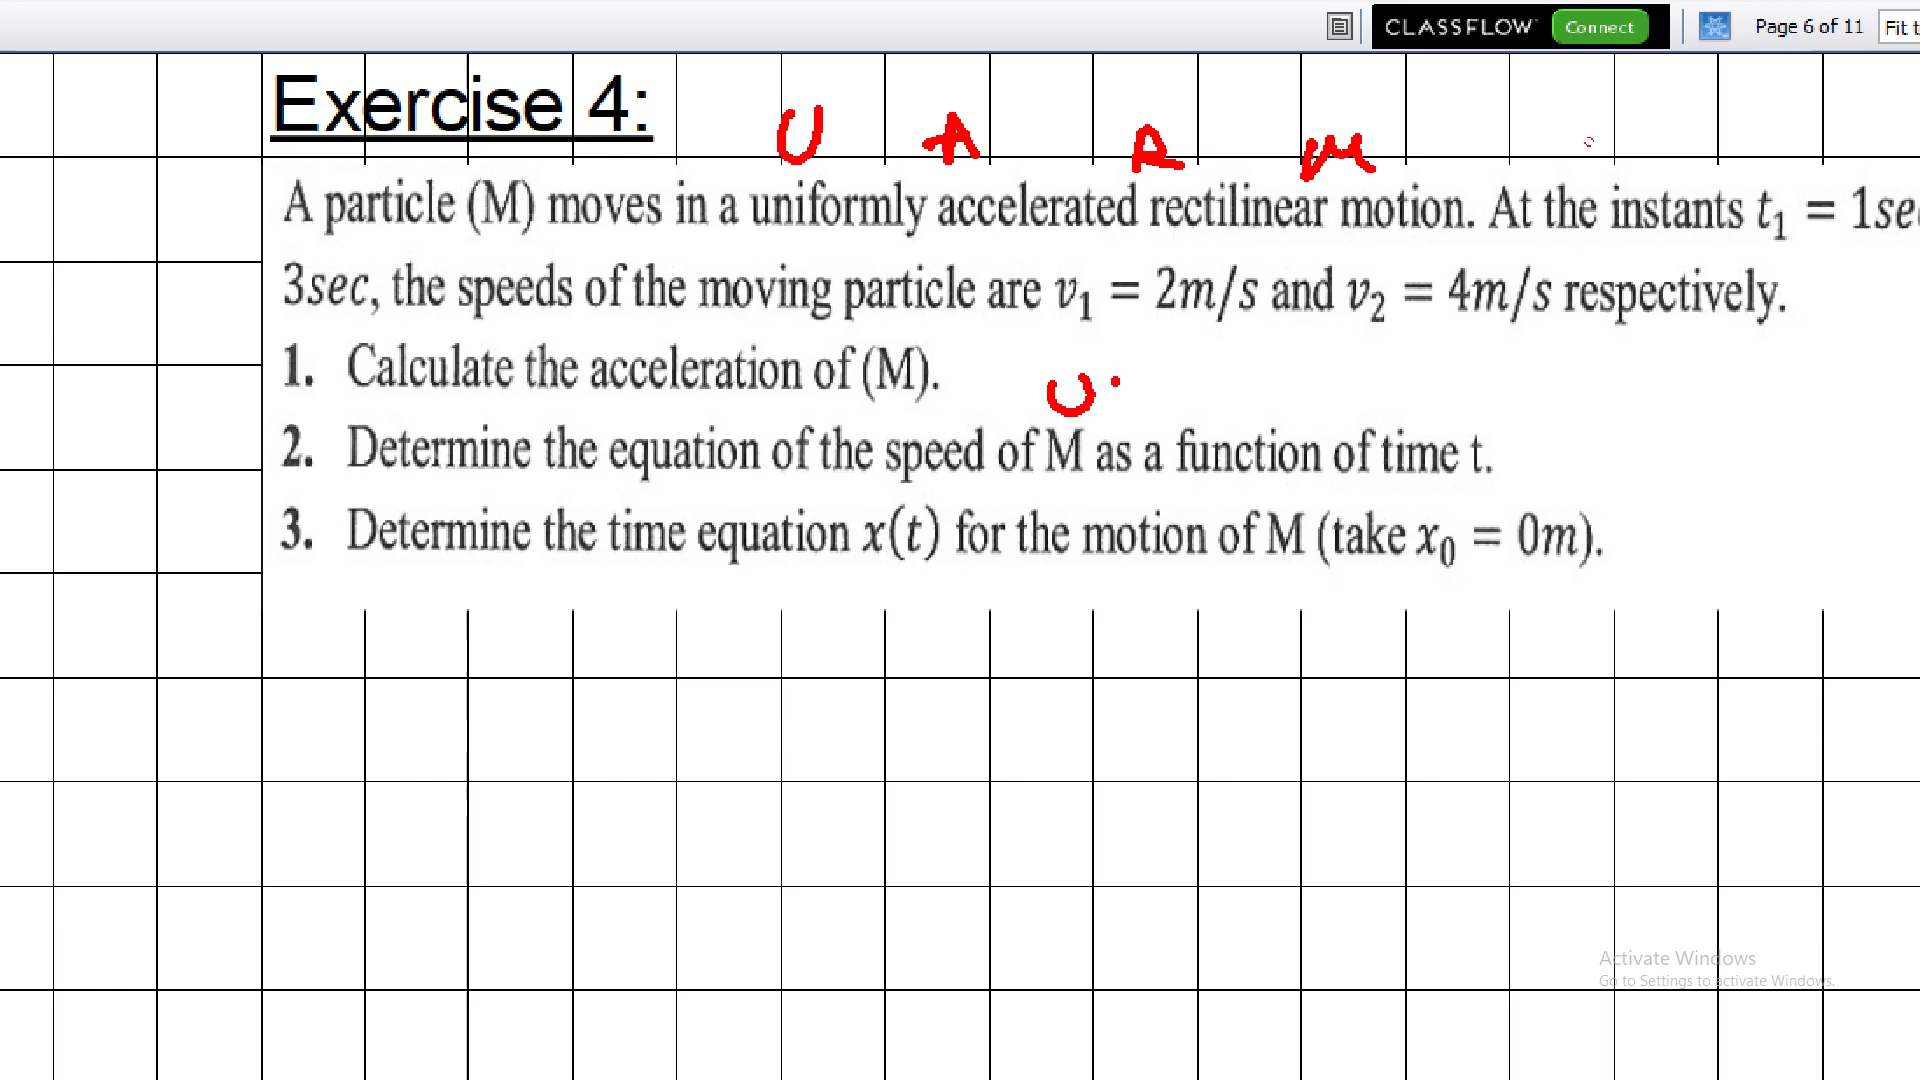 CLASSFLOW Connect Page 6 of 11 Fit t
Exercise 4:
U A R M
A particle (M) moves in a uniformly accelerated rectilinear motion. At the instants t₁ = 1se
3sec, the speeds of the moving particle are v₁ = 2m/s and v₂ = 4m/s respectively.
1. Calculate the acceleration of (M).
2. Determine the equation of the speed of M as a function of time t.
3. Determine the time equation x(t) for the motion of M (take x₀ = 0m).
Activate Windows
Go to Settings to activate Windows.